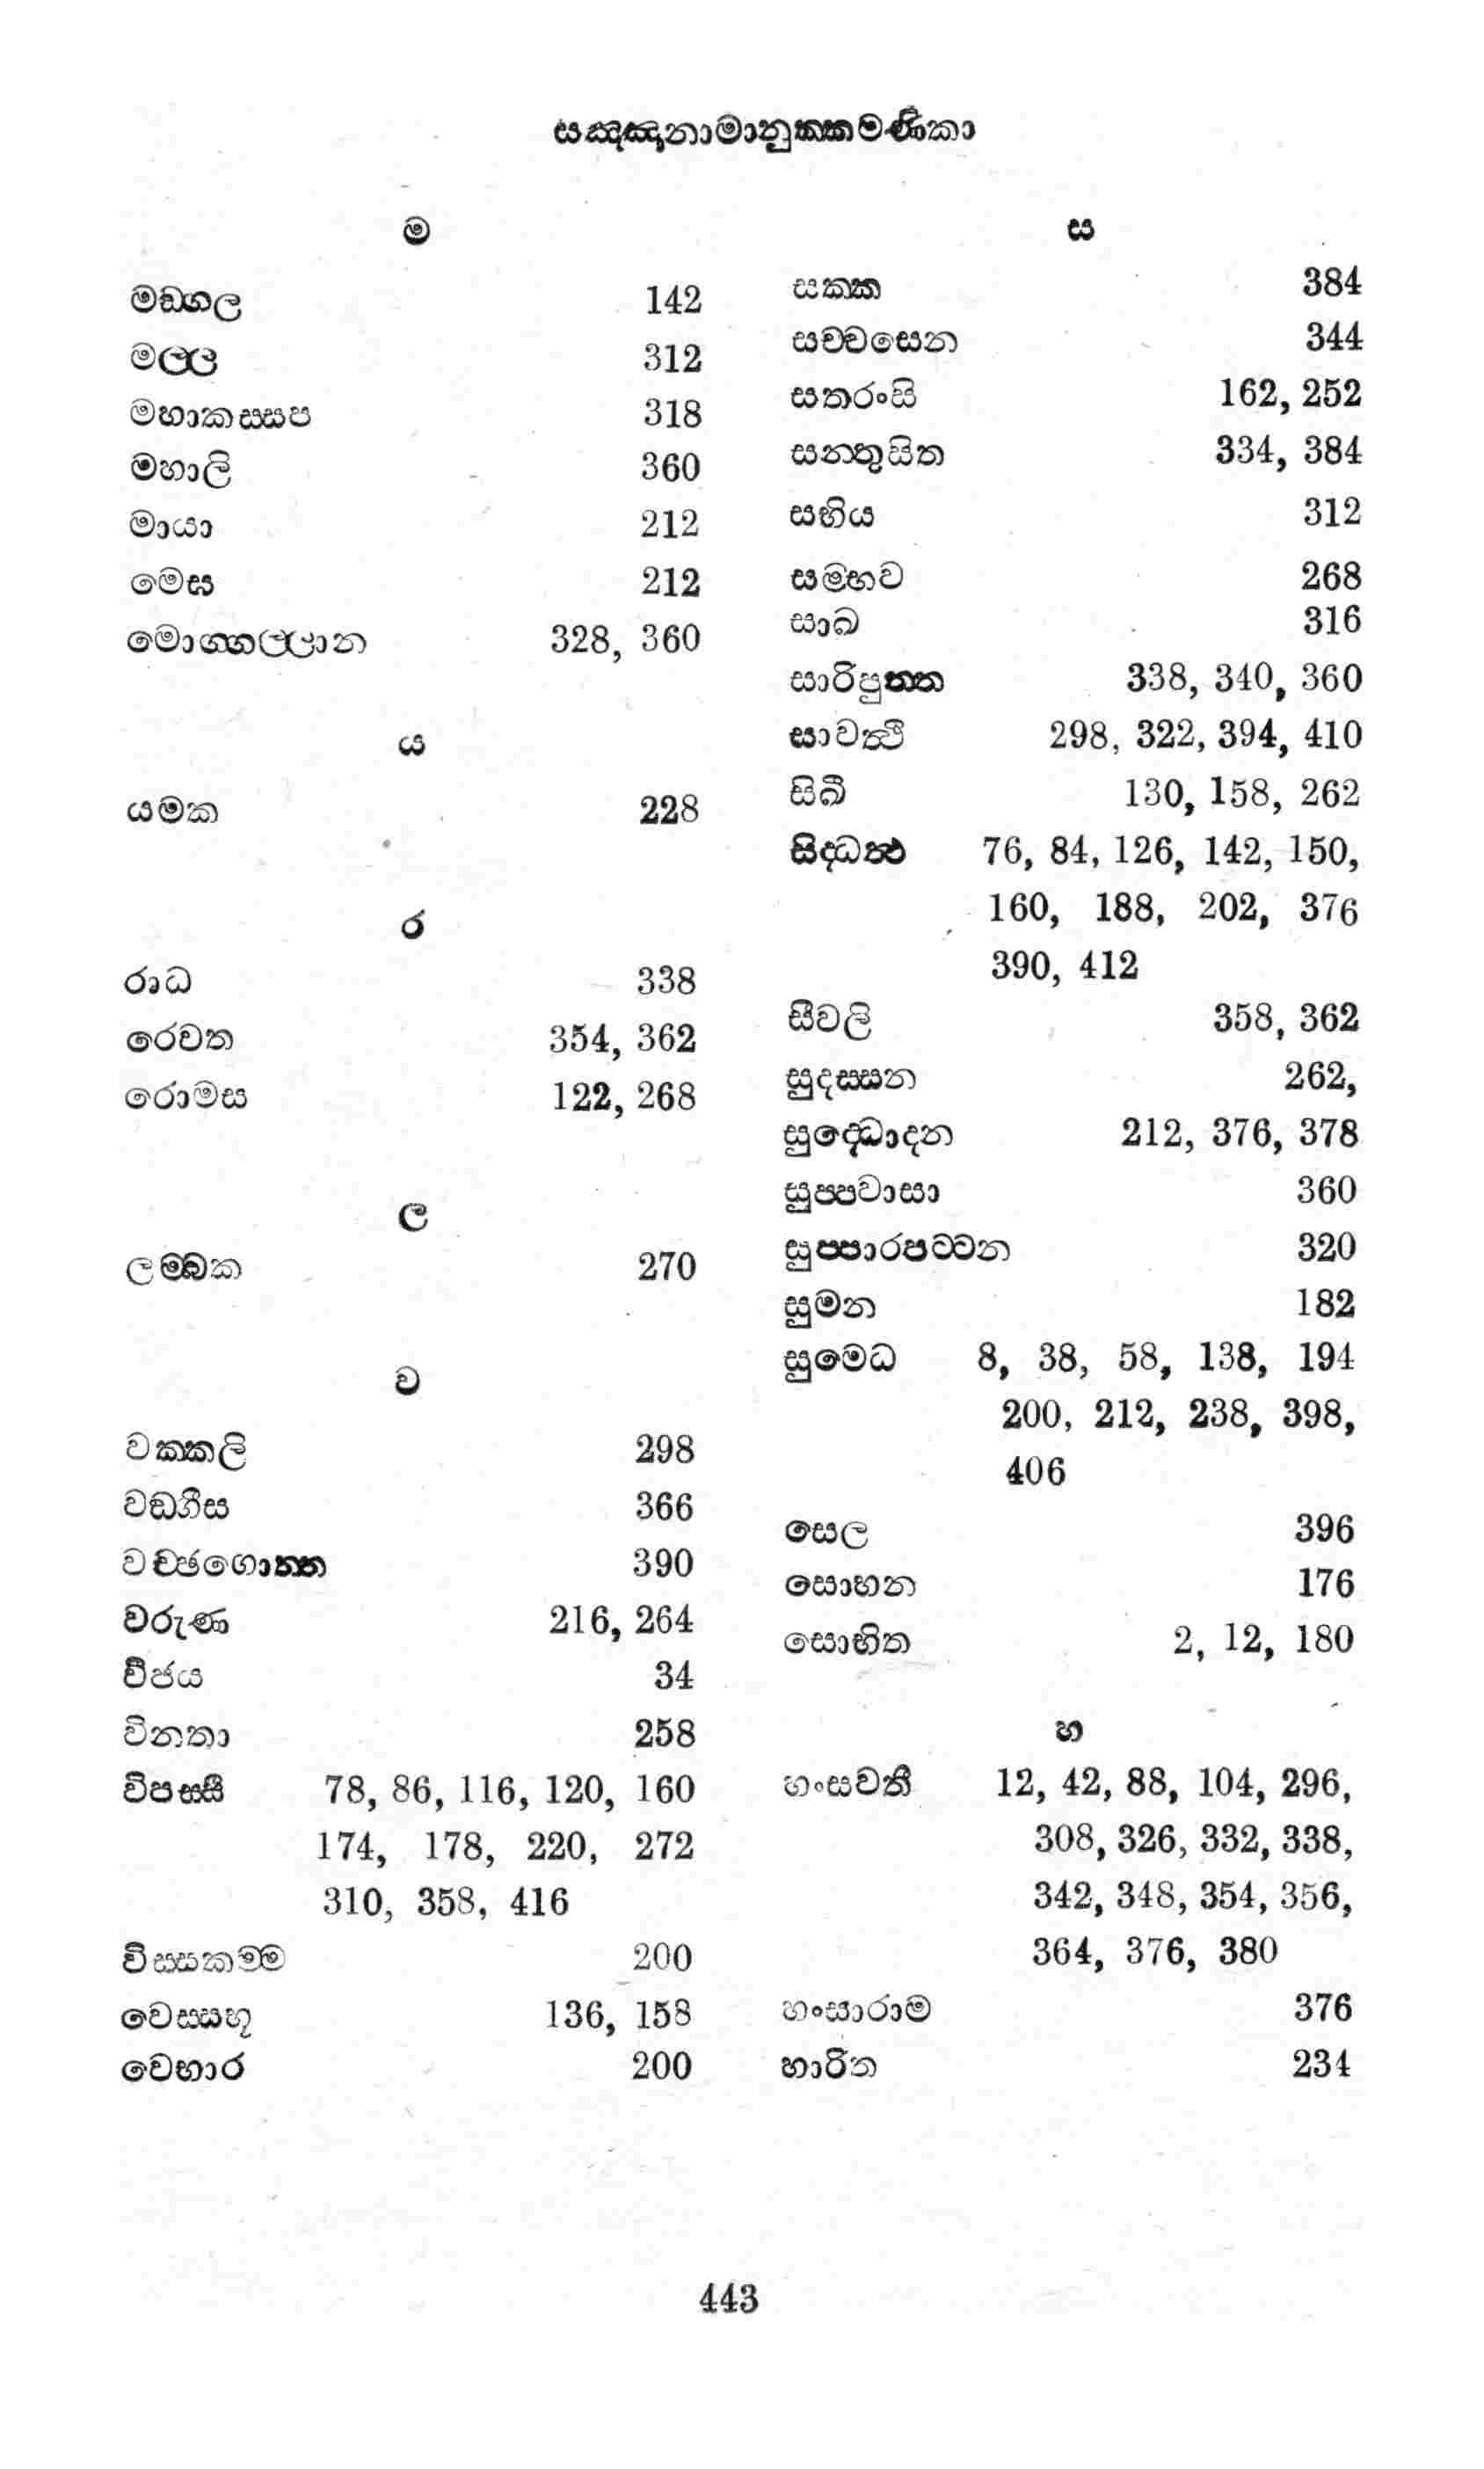 සඤ්ඤානාමානුක්කමණිකා
ම
මඞ්ගල 142
මල්ල 312
මහාකස්සප 318
මහාලි 360
මායා 212
මෙඝ 212
මොග්ගල්ලාන 328, 360
ය
යමක 228
ර
රාධ 338
රෙවත 354, 362
රොමස 122, 268
ල
ලම්බක 270
ව
වක්කලි 298
වඞ්ගීස 366
වච්ඡගොත්ත 390
වරුණ 216, 264
විජය 34
විනතා 258
විපස්සී 78, 86, 116, 120, 160
174, 178, 220, 272
310, 358, 416
විස්සකම්ම 200
වෙස්සභූ 136, 158
වෙභාර 200
ස
සක්ක 384
සච්චසෙන 344
සතරංසි 162, 252
සන්තුසිත 334, 384
සභිය 312
සම්භව 268
සාඛ 316
සාරිපුත්ත 338, 340, 360
සාවත්ථි 298, 322, 394, 410
සිඛී 130, 158, 262
සිද්ධත්ථ 76, 84, 126, 142, 150,
160, 188, 202, 376
390, 412
සීවලි 358, 362
සුදස්සන 262,
සුද්ධොදන 212, 376, 378
සුප්පවාසා 360
සුප්පාරපට්ටන 320
සුමන 182
සුමෙධ 8, 38, 58, 138, 194
200, 212, 238, 398,
406
සෙල 396
සොභන 176
සොභිත 2, 12, 180
හ
හංසවතී 12, 42, 88, 104, 296,
308, 326, 332, 338,
342, 348, 354, 356,
364, 376, 380
හංසාරාම 376
හාරිත 234
443